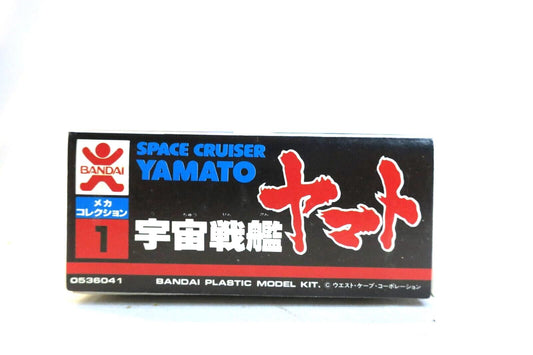 BANDAI
メカ
コレクション
1
SPACE CRUISER
YAMATO
宇宙戦艦
ヤマト
0536041
BANDAI PLASTIC MODEL KIT. ©ウエスト・ケープ・コーポレーション